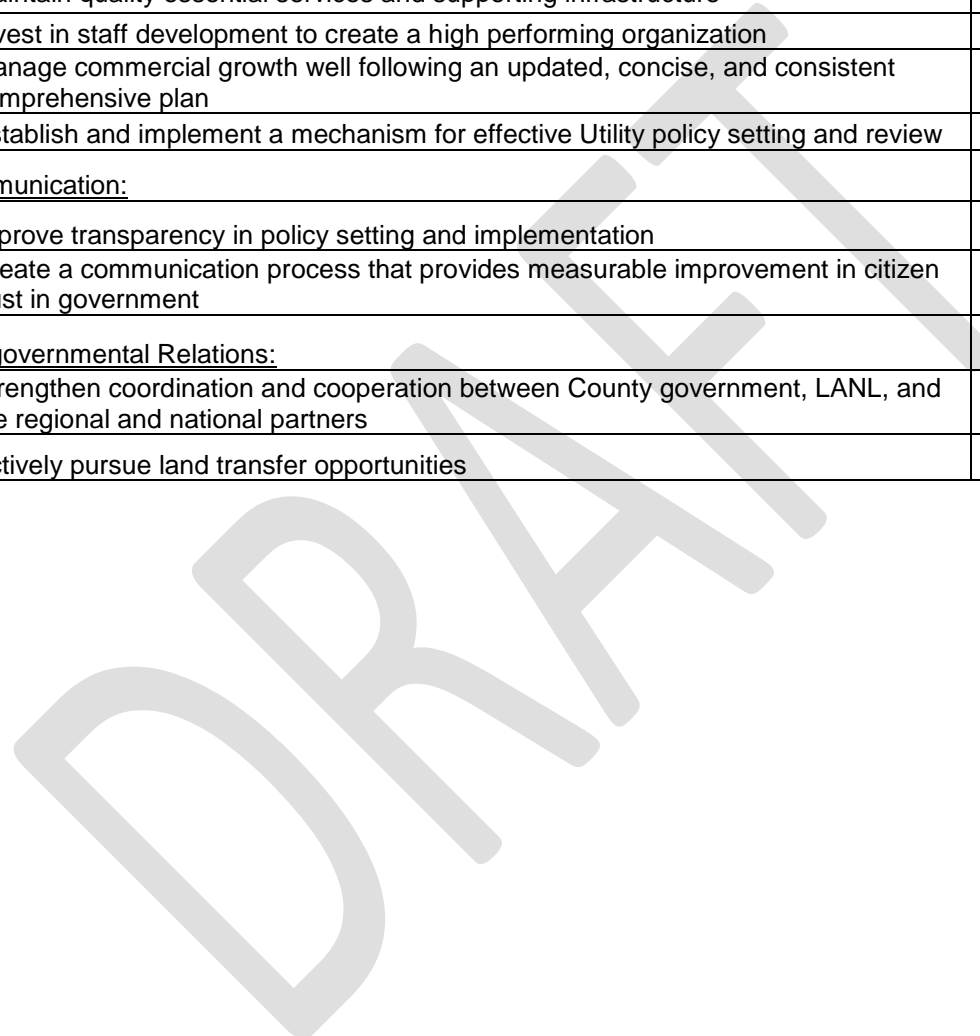 aintain quality essential services and supporting infrastructure
vest in staff development to create a high performing organization
anage commercial growth well following an updated, concise, and consistent
mprehensive plan
stablish and implement a mechanism for effective Utility policy setting and review
munication:
prove transparency in policy setting and implementation
eate a communication process that provides measurable improvement in citizen
ust in government
governmental Relations:
rengthen coordination and cooperation between County government, LANL, and
e regional and national partners
ctively pursue land transfer opportunities
DRAFT